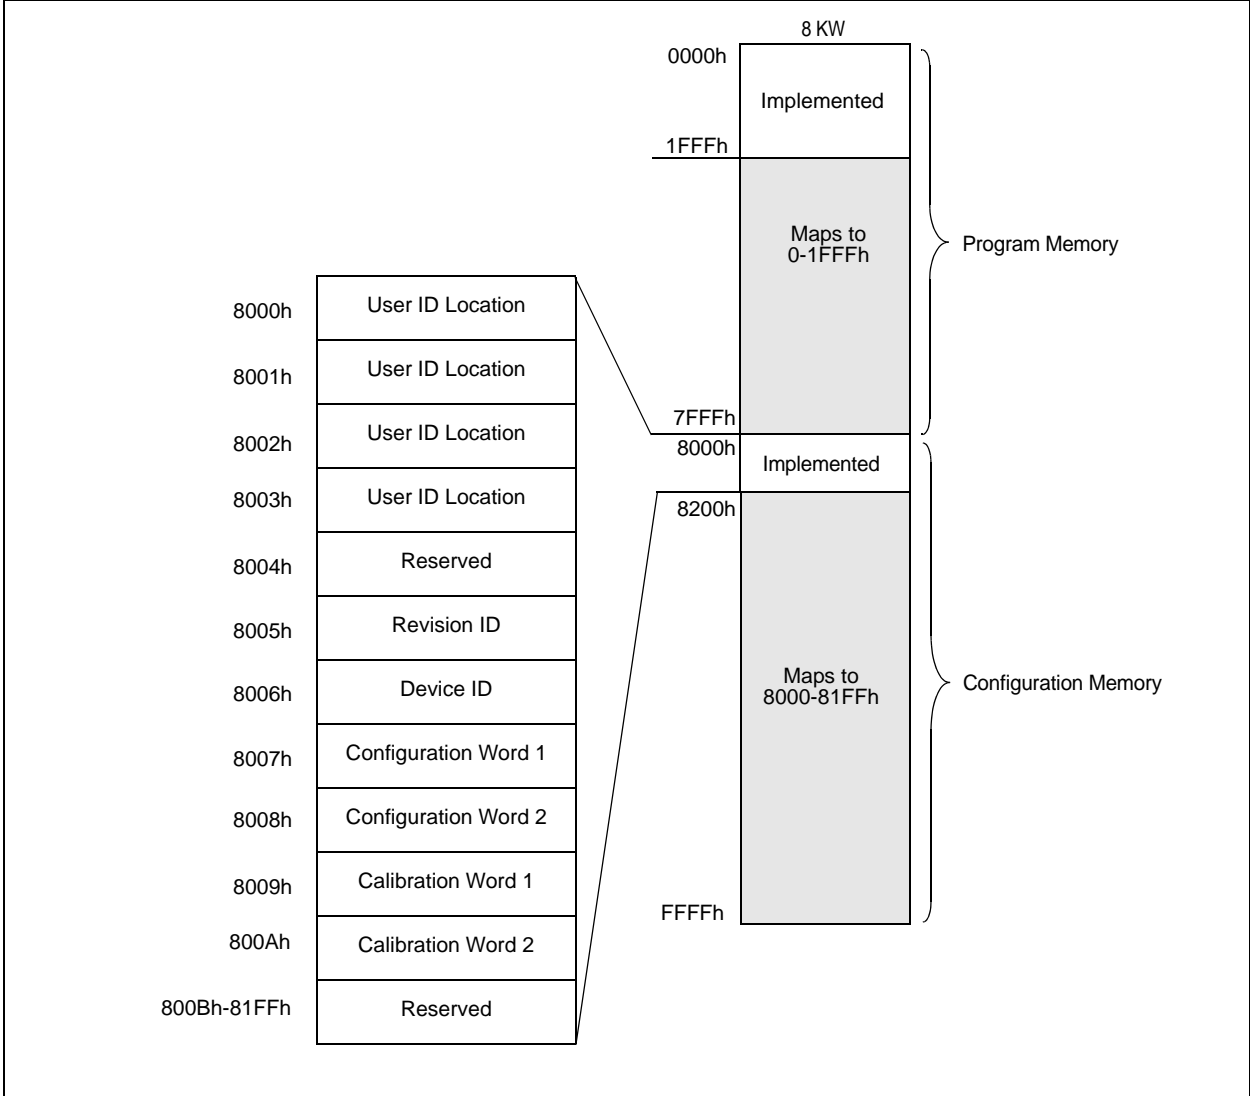 8 KW
0000h
Implemented
1FFFh
Maps to
0-1FFFh
Program Memory
7FFFh
8000h
Implemented
8200h
Maps to
8000-81FFh
Configuration Memory
FFFFh
8000h User ID Location
8001h User ID Location
8002h User ID Location
8003h User ID Location
8004h Reserved
8005h Revision ID
8006h Device ID
8007h Configuration Word 1
8008h Configuration Word 2
8009h Calibration Word 1
800Ah Calibration Word 2
800Bh-81FFh Reserved